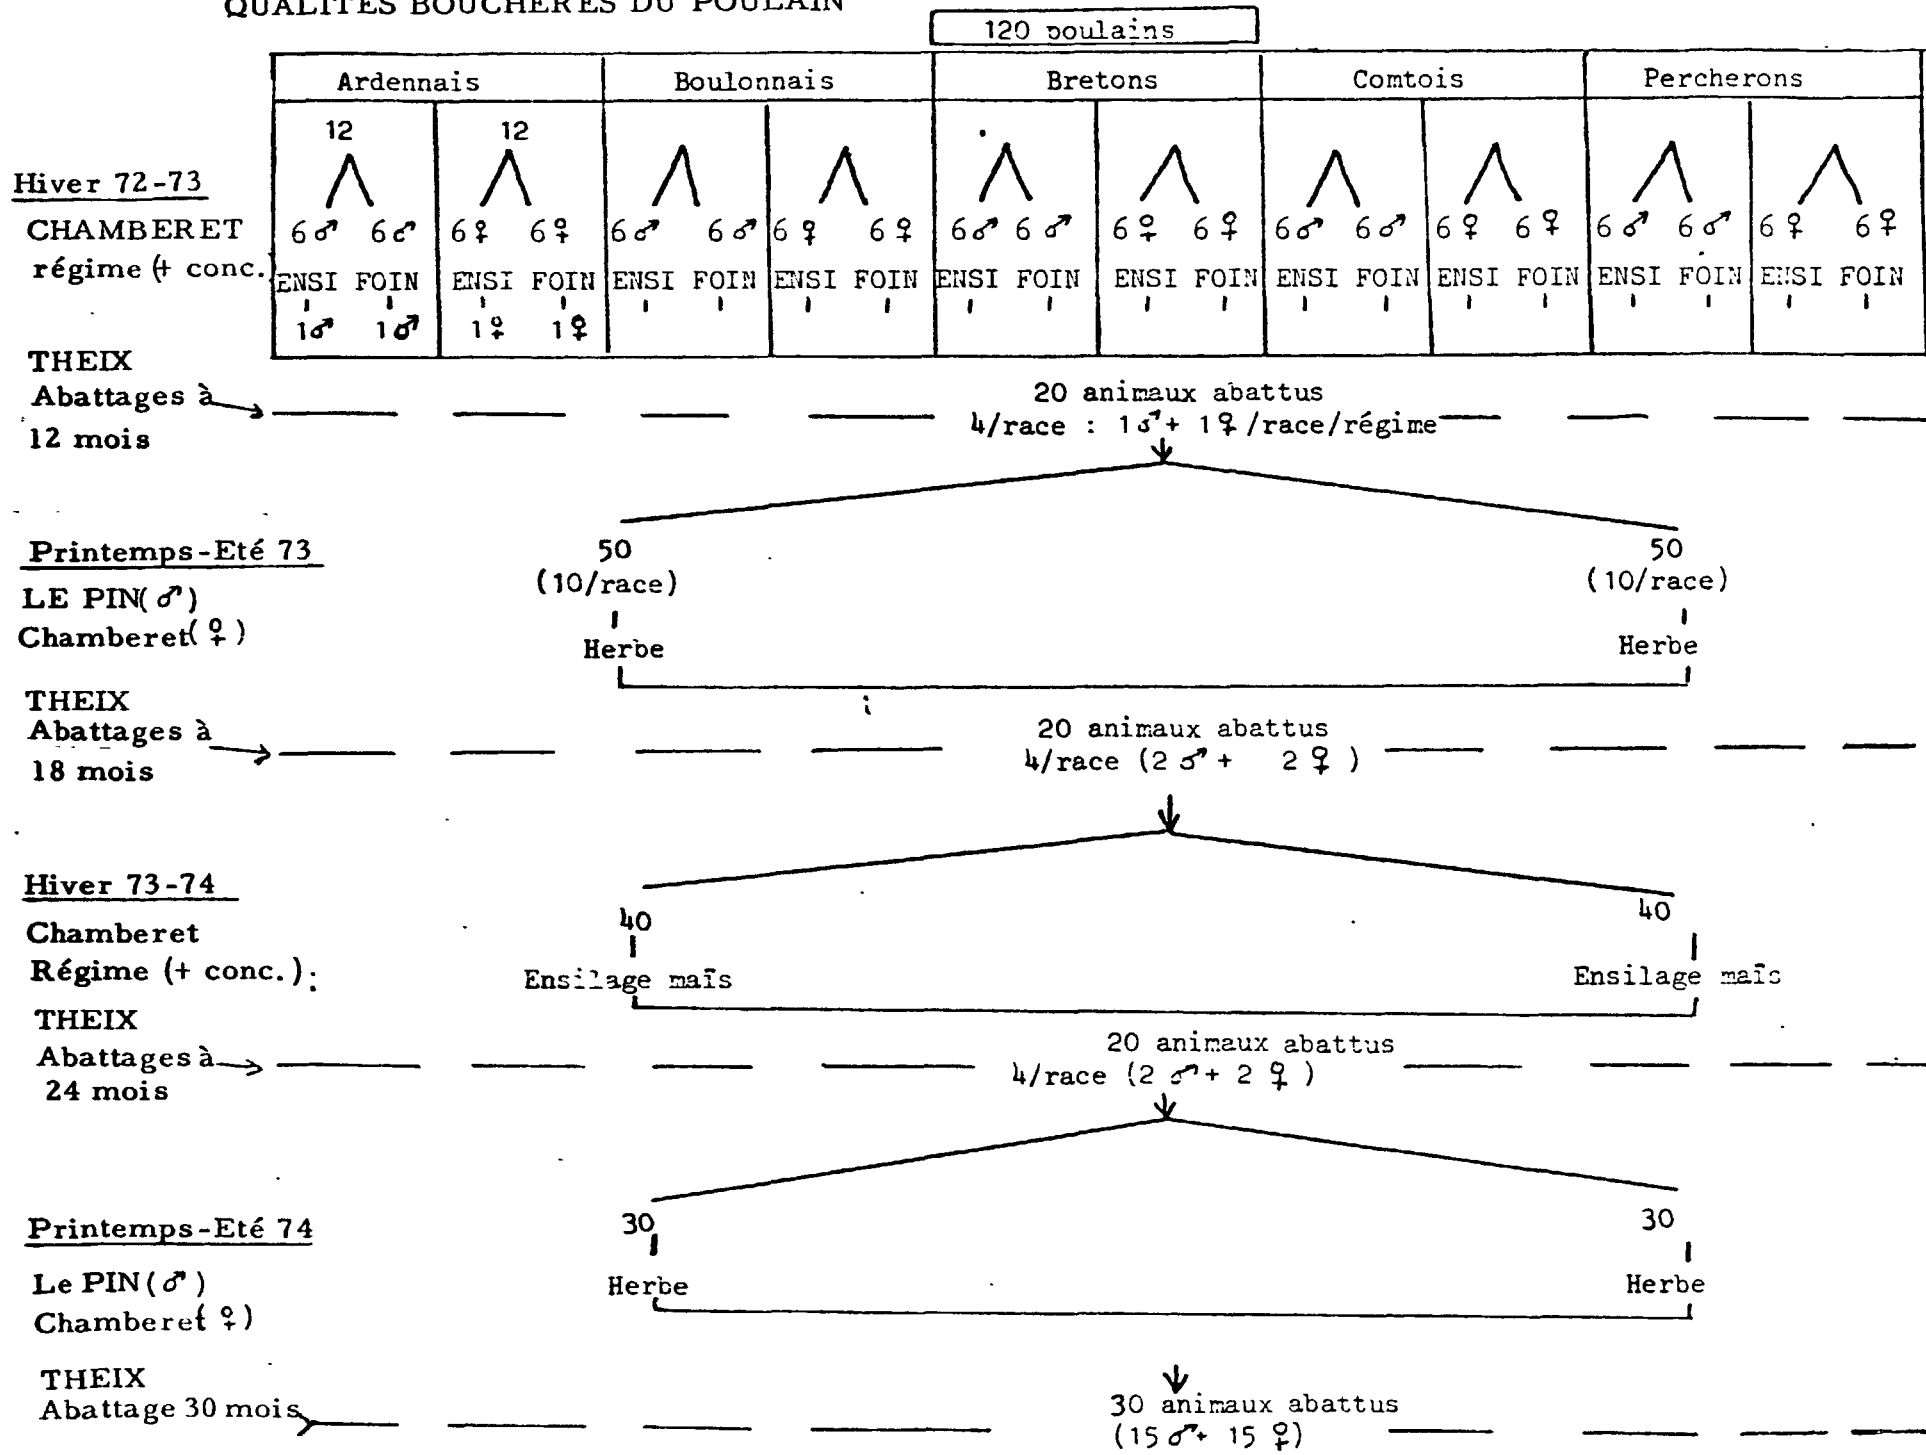 QUALITES BOUCHERES DU POULAIN
120 poulains
Ardennais Boulonnais Bretons Comtois Percherons
12 12
Hiver 72-73
CHAMBERET 6♂ 6♂ 6♀ 6♀ 6♂ 6♂ 6♀ 6♀ 6♂ 6♂ 6♀ 6♀ 6♂ 6♂ 6♀ 6♀ 6♂ 6♂ 6♀ 6♀
régime (+ conc.) ENSI FOIN ENSI FOIN ENSI FOIN ENSI FOIN ENSI FOIN ENSI FOIN ENSI FOIN ENSI FOIN ENSI FOIN ENSI FOIN
1♂ 1♂ 1♀ 1♀
THEIX
Abattages à 20 animaux abattus
12 mois 4/race : 1♂+ 1♀/race/régime
Printemps-Eté 73 50 50
(10/race) (10/race)
LE PIN(♂)
Chamberet(♀) Herbe Herbe
THEIX
Abattages à 20 animaux abattus
18 mois 4/race (2♂+ 2♀)
Hiver 73-74
40 40
Chamberet
Régime (+ conc.): Ensilage maïs Ensilage maïs
THEIX
Abattages à 20 animaux abattus
24 mois 4/race (2♂+ 2♀)
Printemps-Eté 74 30 30
Le PIN(♂) Herbe Herbe
Chamberet(♀)
THEIX
Abattage 30 mois 30 animaux abattus
(15♂+ 15♀)